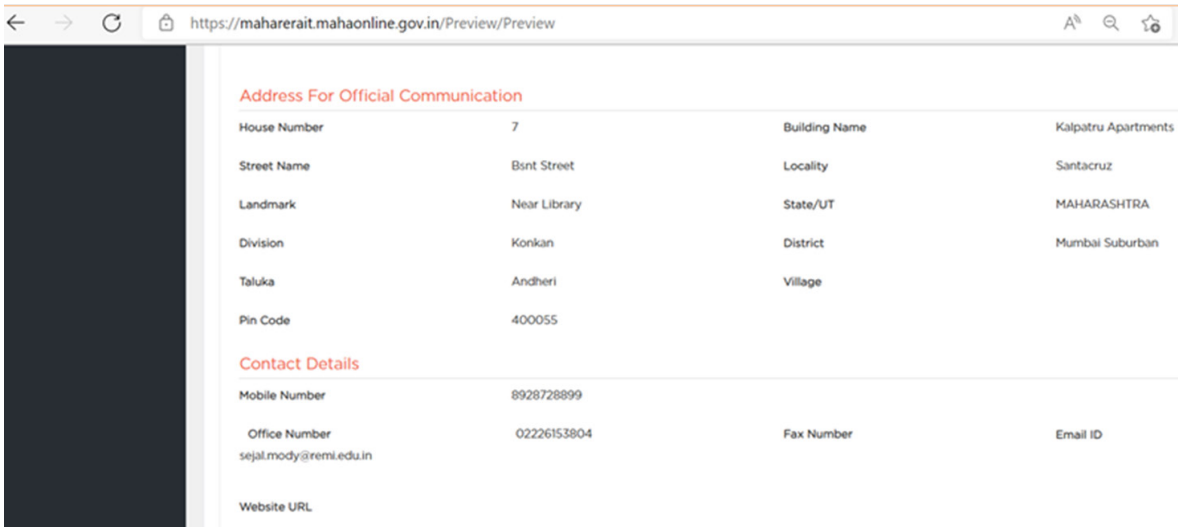 https://maharerait.mahaonline.gov.in/Preview/Preview
Address For Official Communication
House Number 7 Building Name Kalpatru Apartments
Street Name Bsnt Street Locality Santacruz
Landmark Near Library State/UT MAHARASHTRA
Division Konkan District Mumbai Suburban
Taluka Andheri Village
Pin Code 400055
Contact Details
Mobile Number 8928728899
Office Number 02226153804 Fax Number Email ID
sejal.mody@remi.edu.in
Website URL